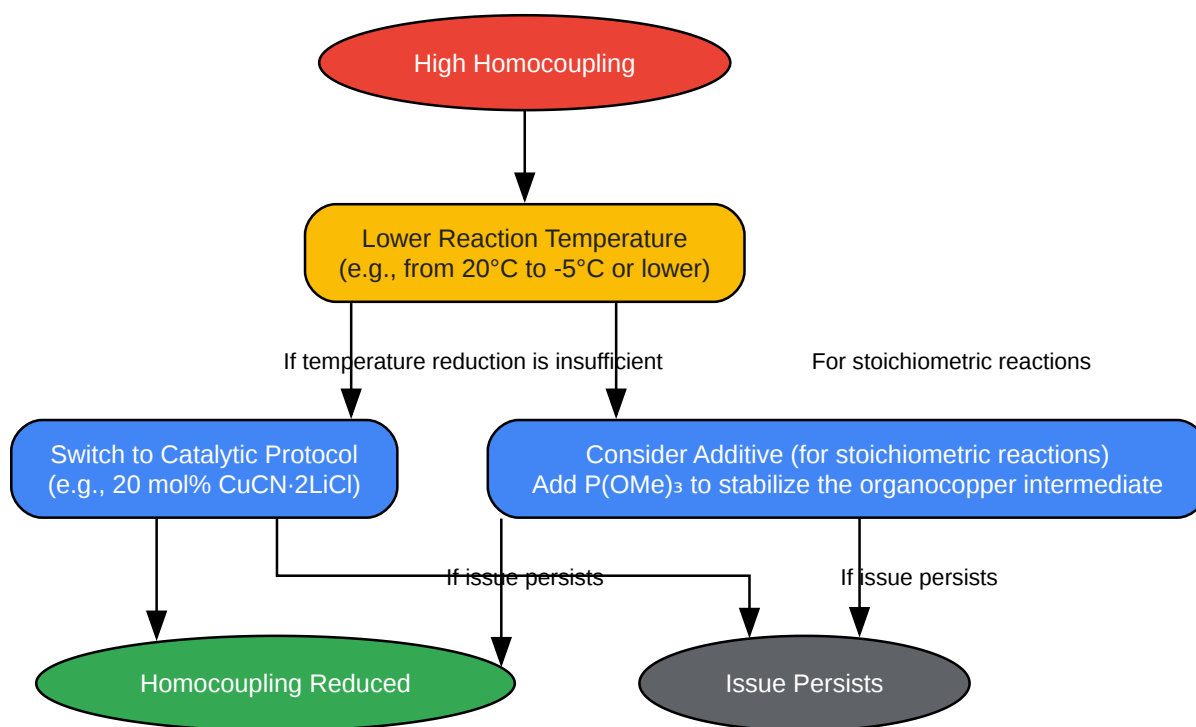 High Homocoupling
Lower Reaction Temperature
(e.g., from 20°C to -5°C or lower)
If temperature reduction is insufficient
For stoichiometric reactions
Switch to Catalytic Protocol
(e.g., 20 mol% CuCN·2LiCl)
Consider Additive (for stoichiometric reactions)
Add P(OMe)₃ to stabilize the organocopper intermediate
If issue persists
If issue persists
Homocoupling Reduced
Issue Persists